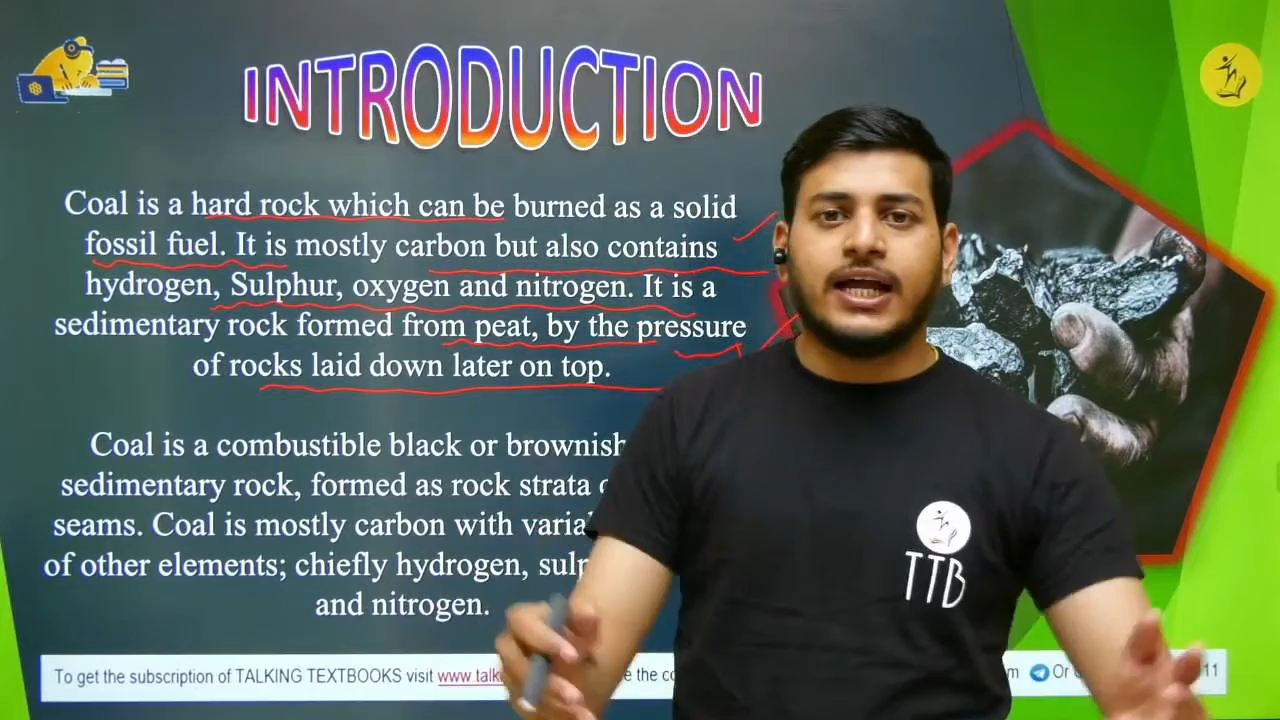 INTRODUCTION
Coal is a hard rock which can be burned as a solid
fossil fuel. It is mostly carbon but also contains
hydrogen, Sulphur, oxygen and nitrogen. It is a
sedimentary rock formed from peat, by the pressure
of rocks laid down later on top.
Coal is a combustible black or brownish
sedimentary rock, formed as rock strata
seams. Coal is mostly carbon with
of other elements; chiefly hydrogen,
and nitrogen.
TTB
To get the subscription of TALKING TEXTBOOKS visit the Or 11